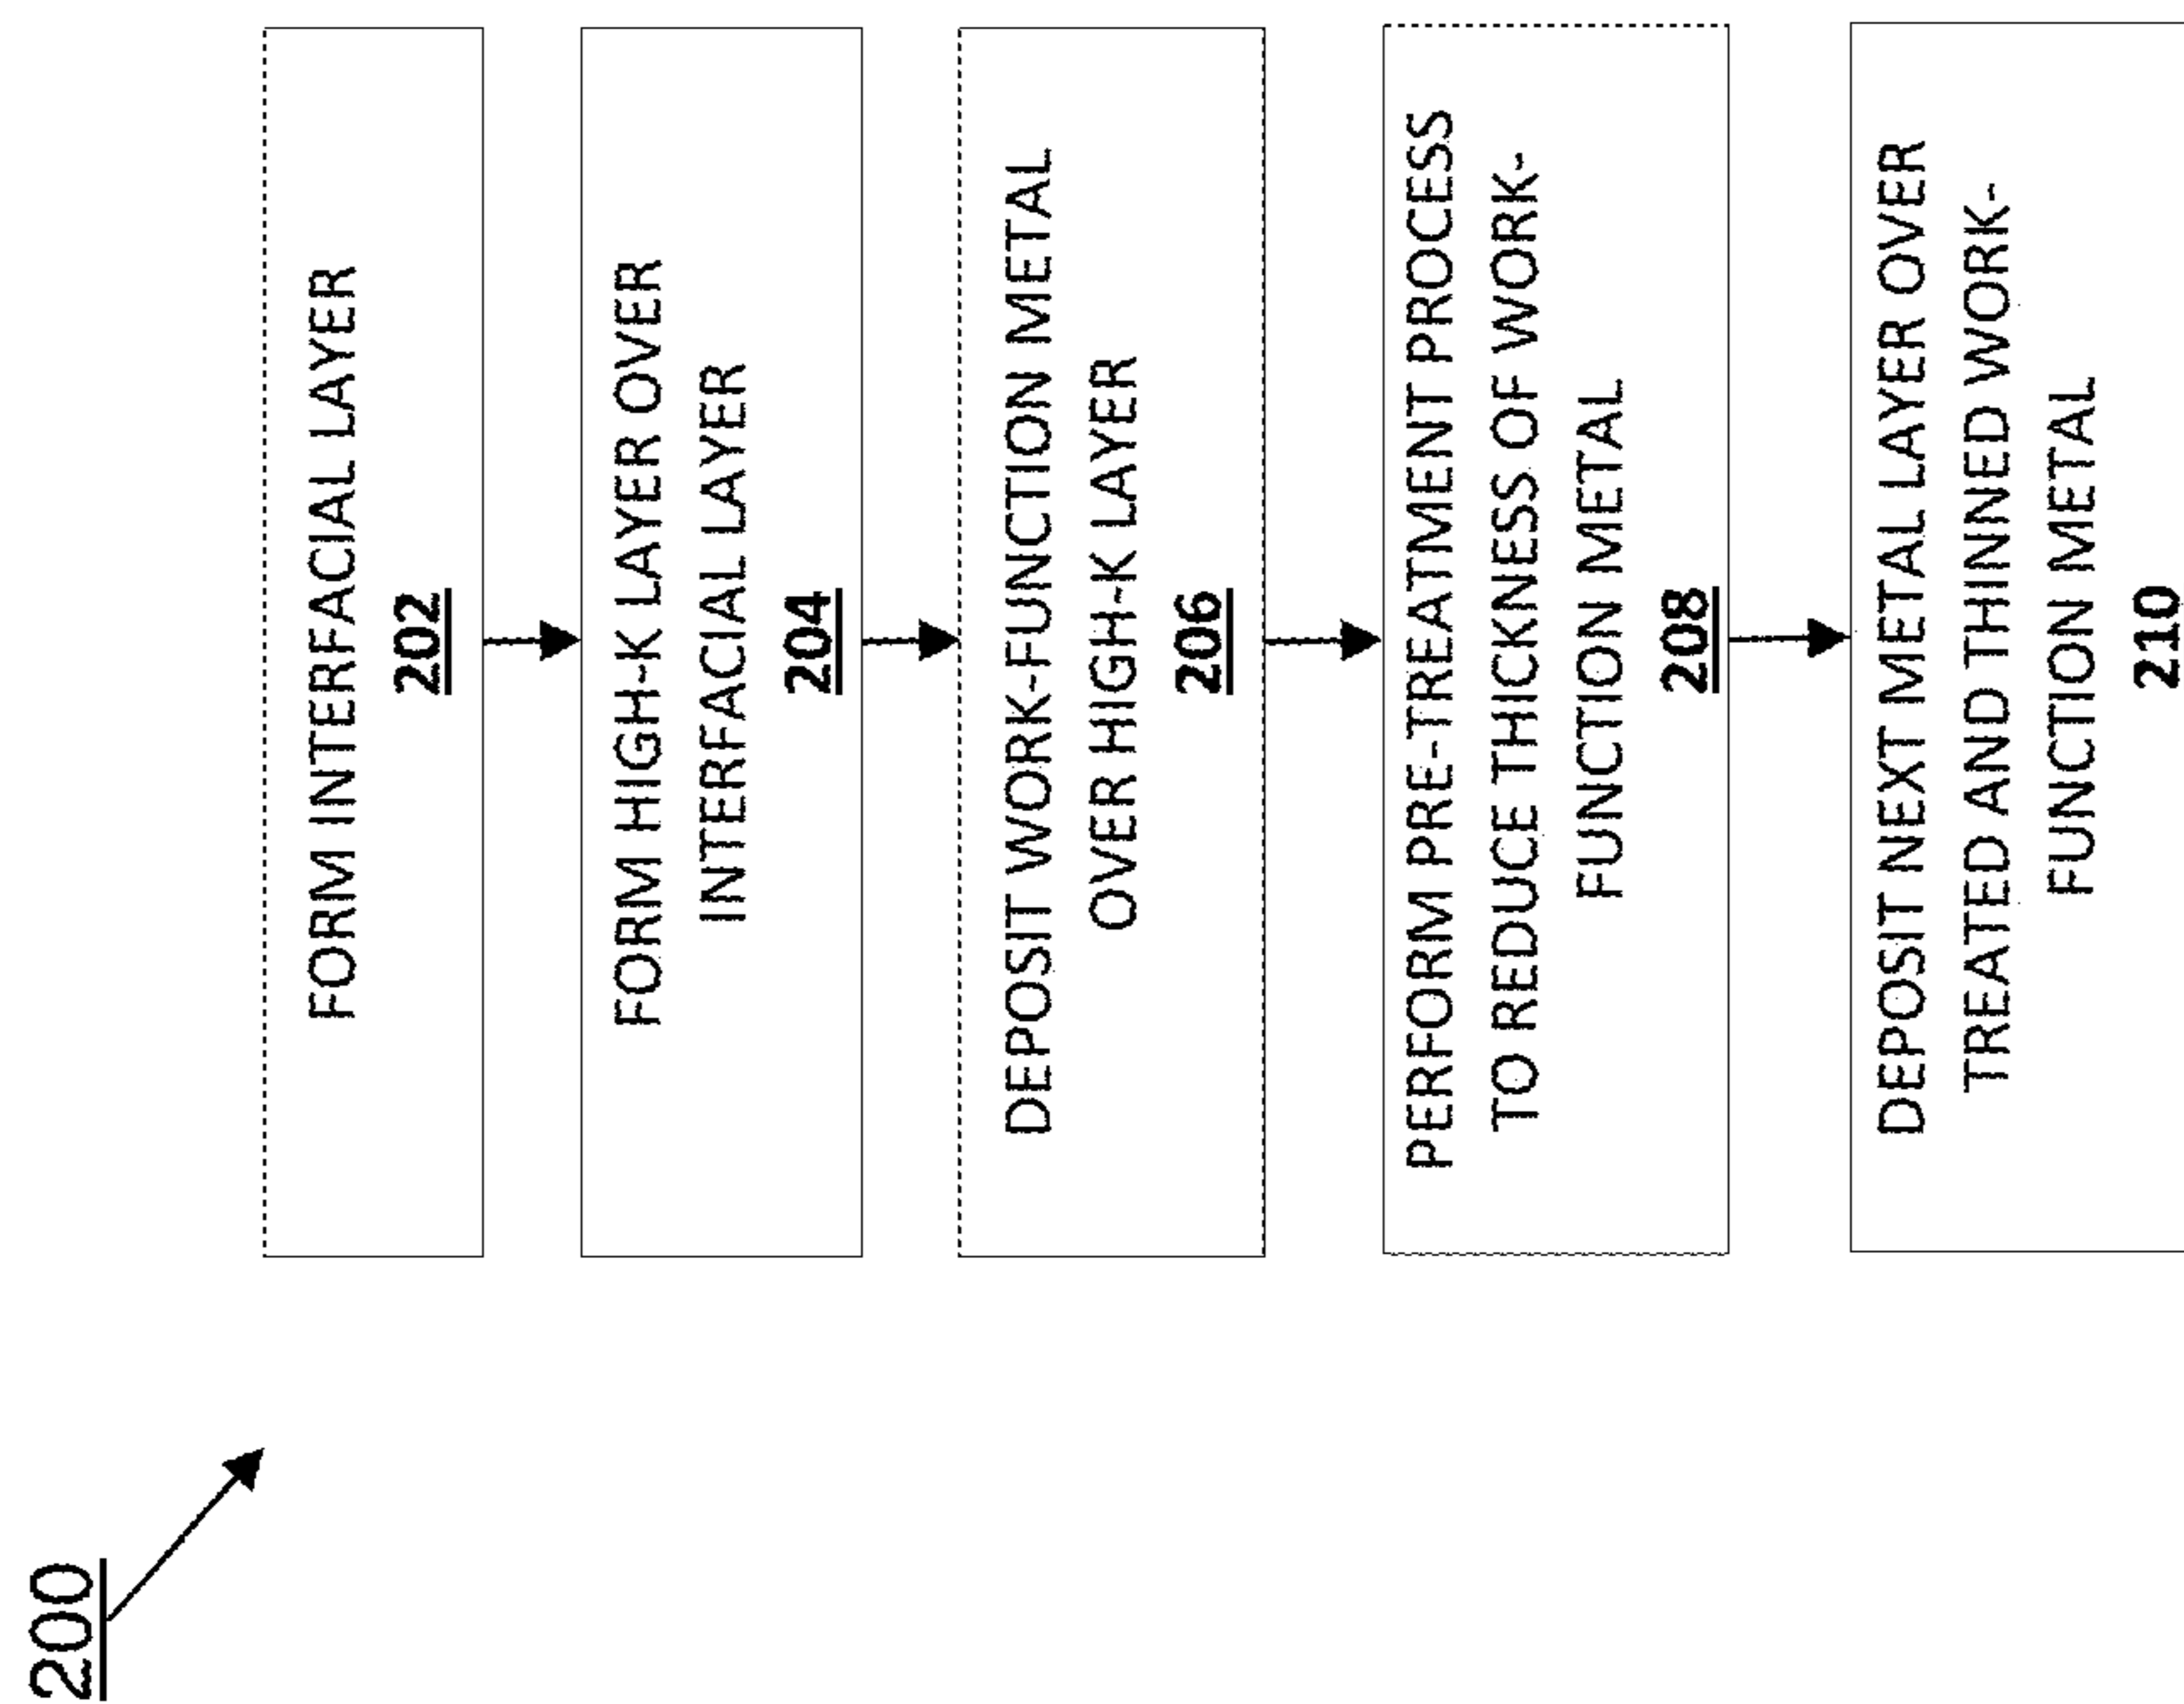 200
FORM INTERFACIAL LAYER
202
FORM HIGH-K LAYER OVER
INTERFACIAL LAYER
204
DEPOSIT WORK-FUNCTION METAL
OVER HIGH-K LAYER
206
PERFORM PRE-TREATMENT PROCESS
TO REDUCE THICKNESS OF WORK-
FUNCTION METAL
208
DEPOSIT NEXT METAL LAYER OVER
TREATED AND THINNED WORK-
FUNCTION METAL
210